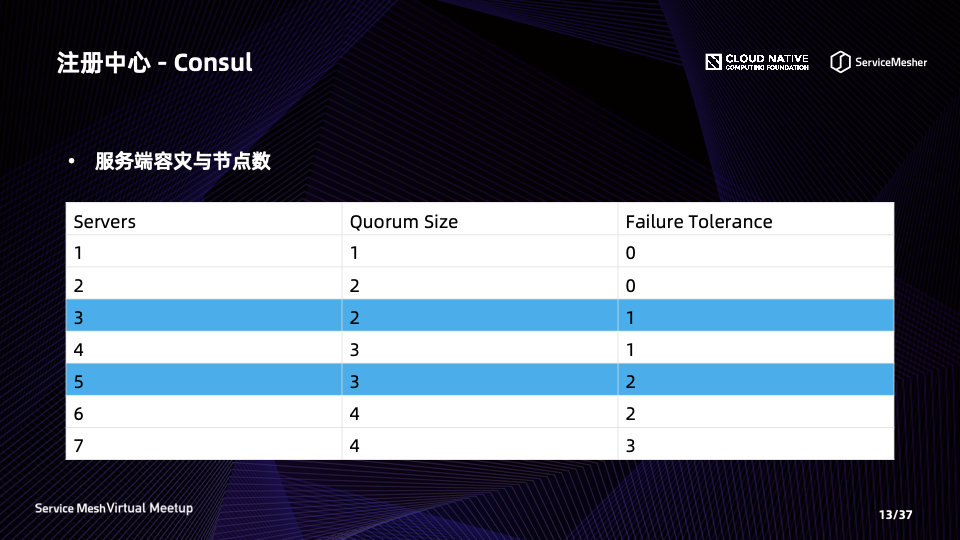 注册中心 - Consul
CLOUD NATIVE
COMPUTING FOUNDATION
ServiceMesher
• 服务端容灾与节点数
Servers Quorum Size Failure Tolerance
1 1 0
2 2 0
3 2 1
4 3 1
5 3 2
6 4 2
7 4 3
Service Mesh Virtual Meetup
13/37